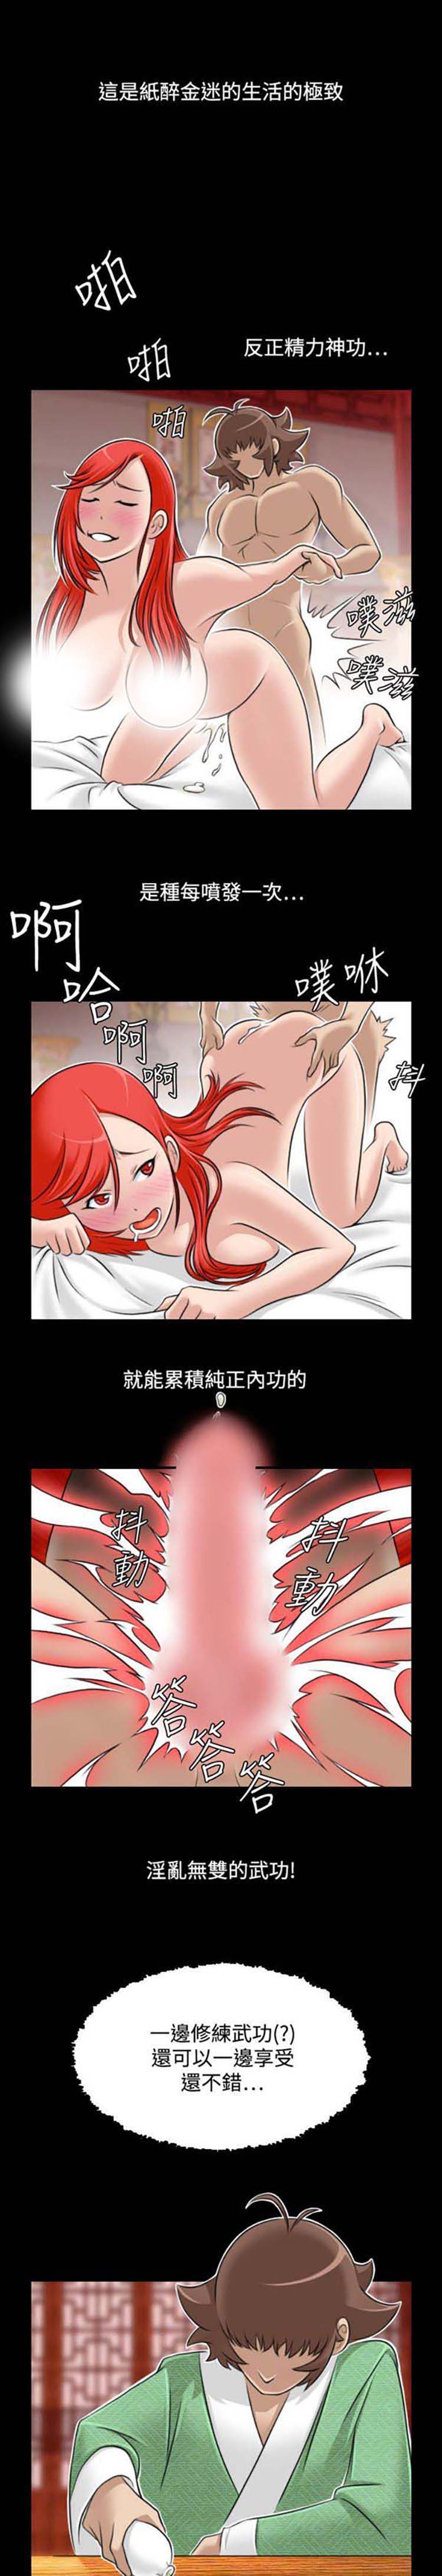 這是紙醉金迷的生活的極致
啪
啪
反正精力神功...
啪
噗滋
噗滋
是種每噴發一次...
啊
哈
啊
啊
噗咻
抖
就能累積純正內功的
抖
動
抖
動
答
答
答
淫亂無雙的武功!
一邊修練武功(?)
還可以一邊享受
還不錯...